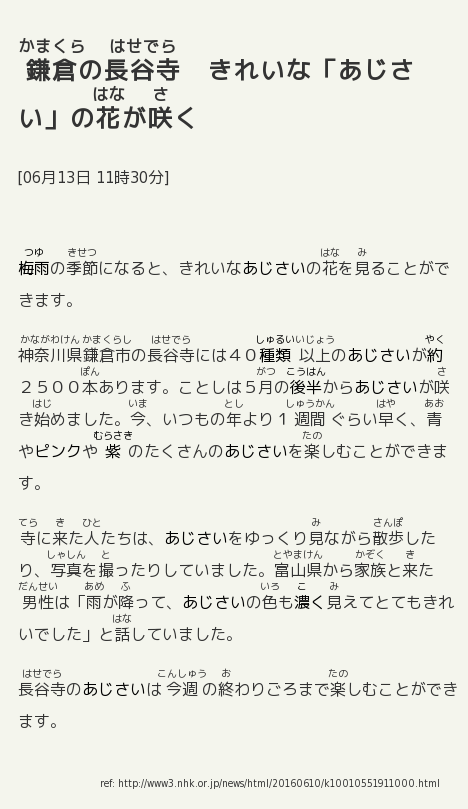 鎌倉の長谷寺　きれいな「あじさ
い」の花が咲く
[06月13日 11時30分]
梅雨の季節になると、きれいなあじさいの花を見ることがで
きます。
神奈川県鎌倉市の長谷寺には４０種類以上のあじさいが約
２５００本あります。ことしは５月の後半からあじさいが咲
き始めました。今、いつもの年より１週間ぐらい早く、青
やピンクや紫のたくさんのあじさいを楽しむことができま
す。
寺に来た人たちは、あじさいをゆっくり見ながら散歩した
り、写真を撮ったりしていました。富山県から家族と来た
男性は「雨が降って、あじさいの色も濃く見えてとてもきれ
いでした」と話していました。
長谷寺のあじさいは今週の終わりごろまで楽しむことができ
ます。
ref: http://www3.nhk.or.jp/news/html/20160610/k10010551911000.html